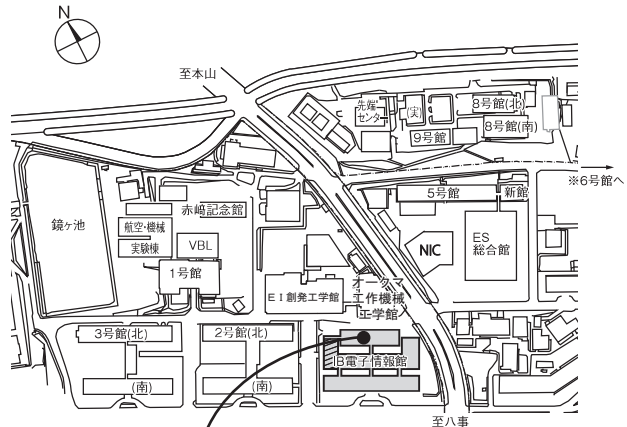 N
至本山
先端
センタ
(実)
8号館(北)
8号館(南)
9号館
※6号館へ
5号館
新館
鏡ヶ池
赤﨑記念館
航空・機械
実験棟
VBL
1号館
NIC
ES
総合館
EI創発工学館
オークマ
工作機械
工学館
3号館(北)
2号館(北)
IB電子情報館
(南)
(南)
至八事